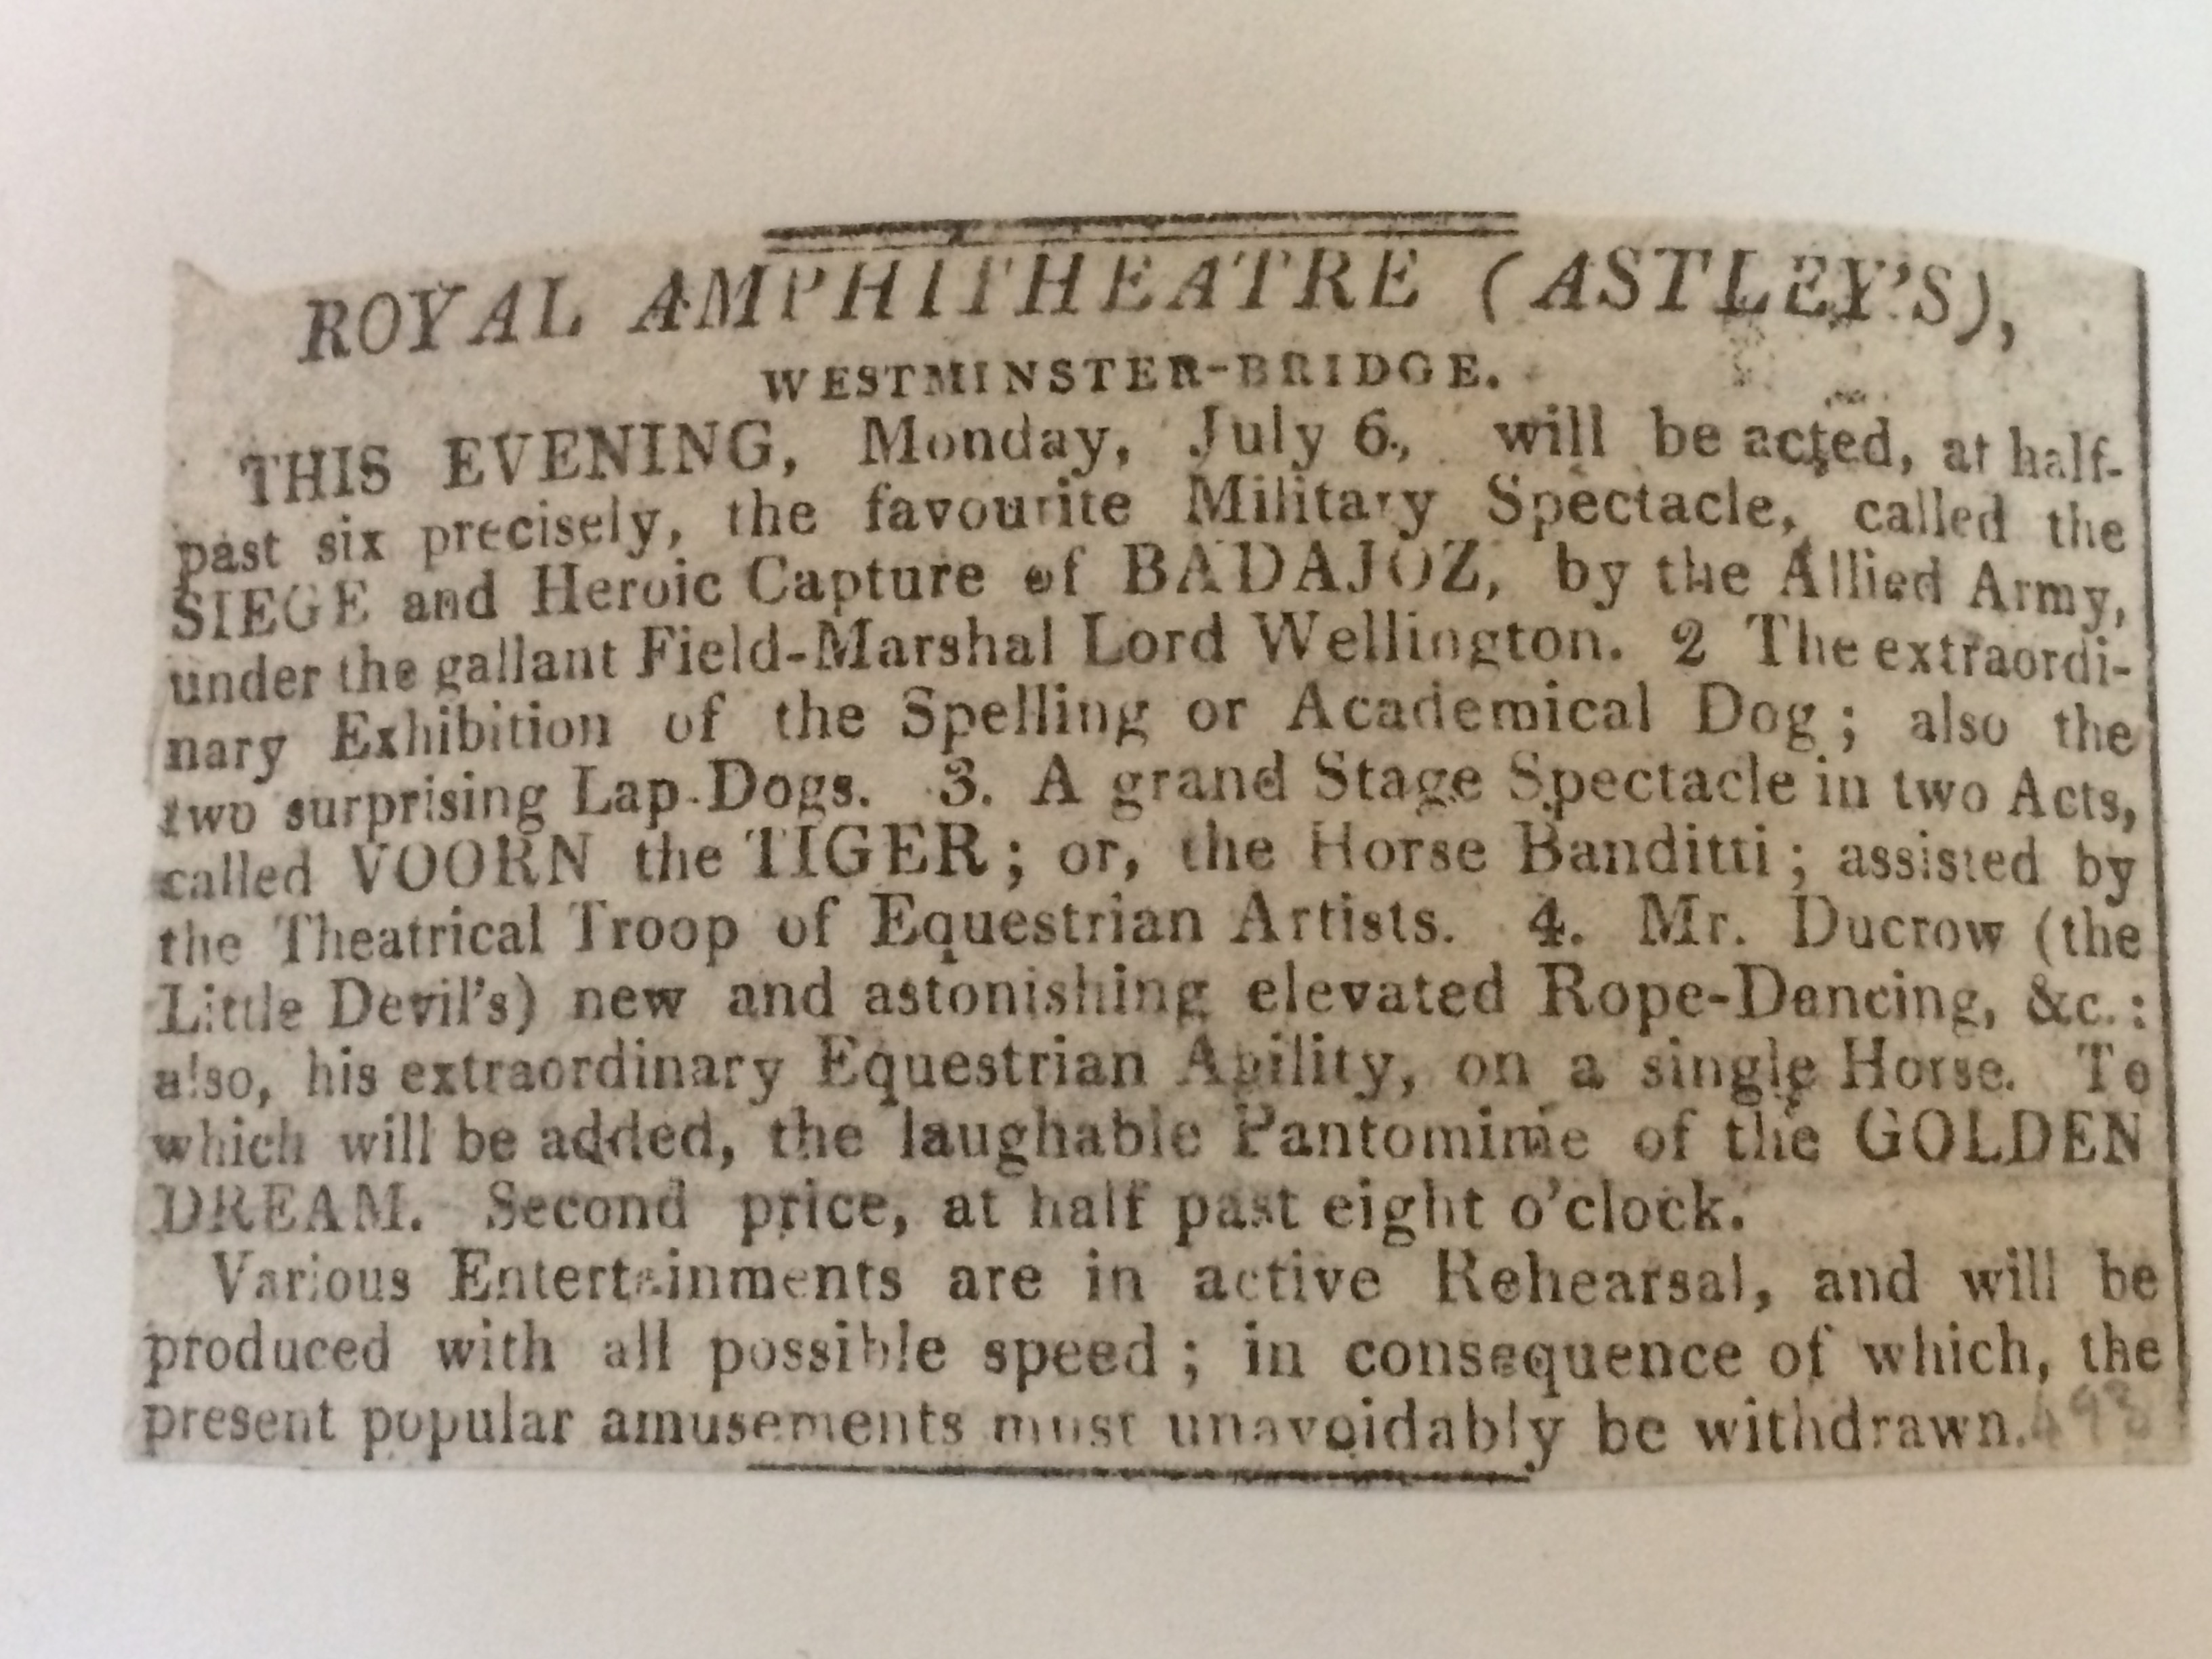 ROYAL AMPHITHEATRE (ASTLEY'S),
WESTMINSTER-BRIDGE.
THIS EVENING, Monday, July 6, will be acted, at half-
past six precisely, the favourite Military Spectacle, called the
SIEGE and Heroic Capture of BADAJOZ, by the Allied Army,
under the gallant Field-Marshal Lord Wellington. 2 The extraordi-
nary Exhibition of the Spelling or Academical Dog; also the
two surprising Lap-Dogs. 3. A grand Stage Spectacle in two Acts,
called VOORN the TIGER; or, the Horse Banditti; assisted by
the Theatrical Troop of Equestrian Artists. 4. Mr. Ducrow (the
Little Devil's) new and astonishing elevated Rope-Dancing, &c.:
also, his extraordinary Equestrian Agility, on a single Horse. To
which will be added, the laughable Pantomime of the GOLDEN
DREAM. Second price, at half past eight o'clock.
Various Entertainments are in active Rehearsal, and will be
produced with all possible speed; in consequence of which, the
present popular amusements must unavoidably be withdrawn.